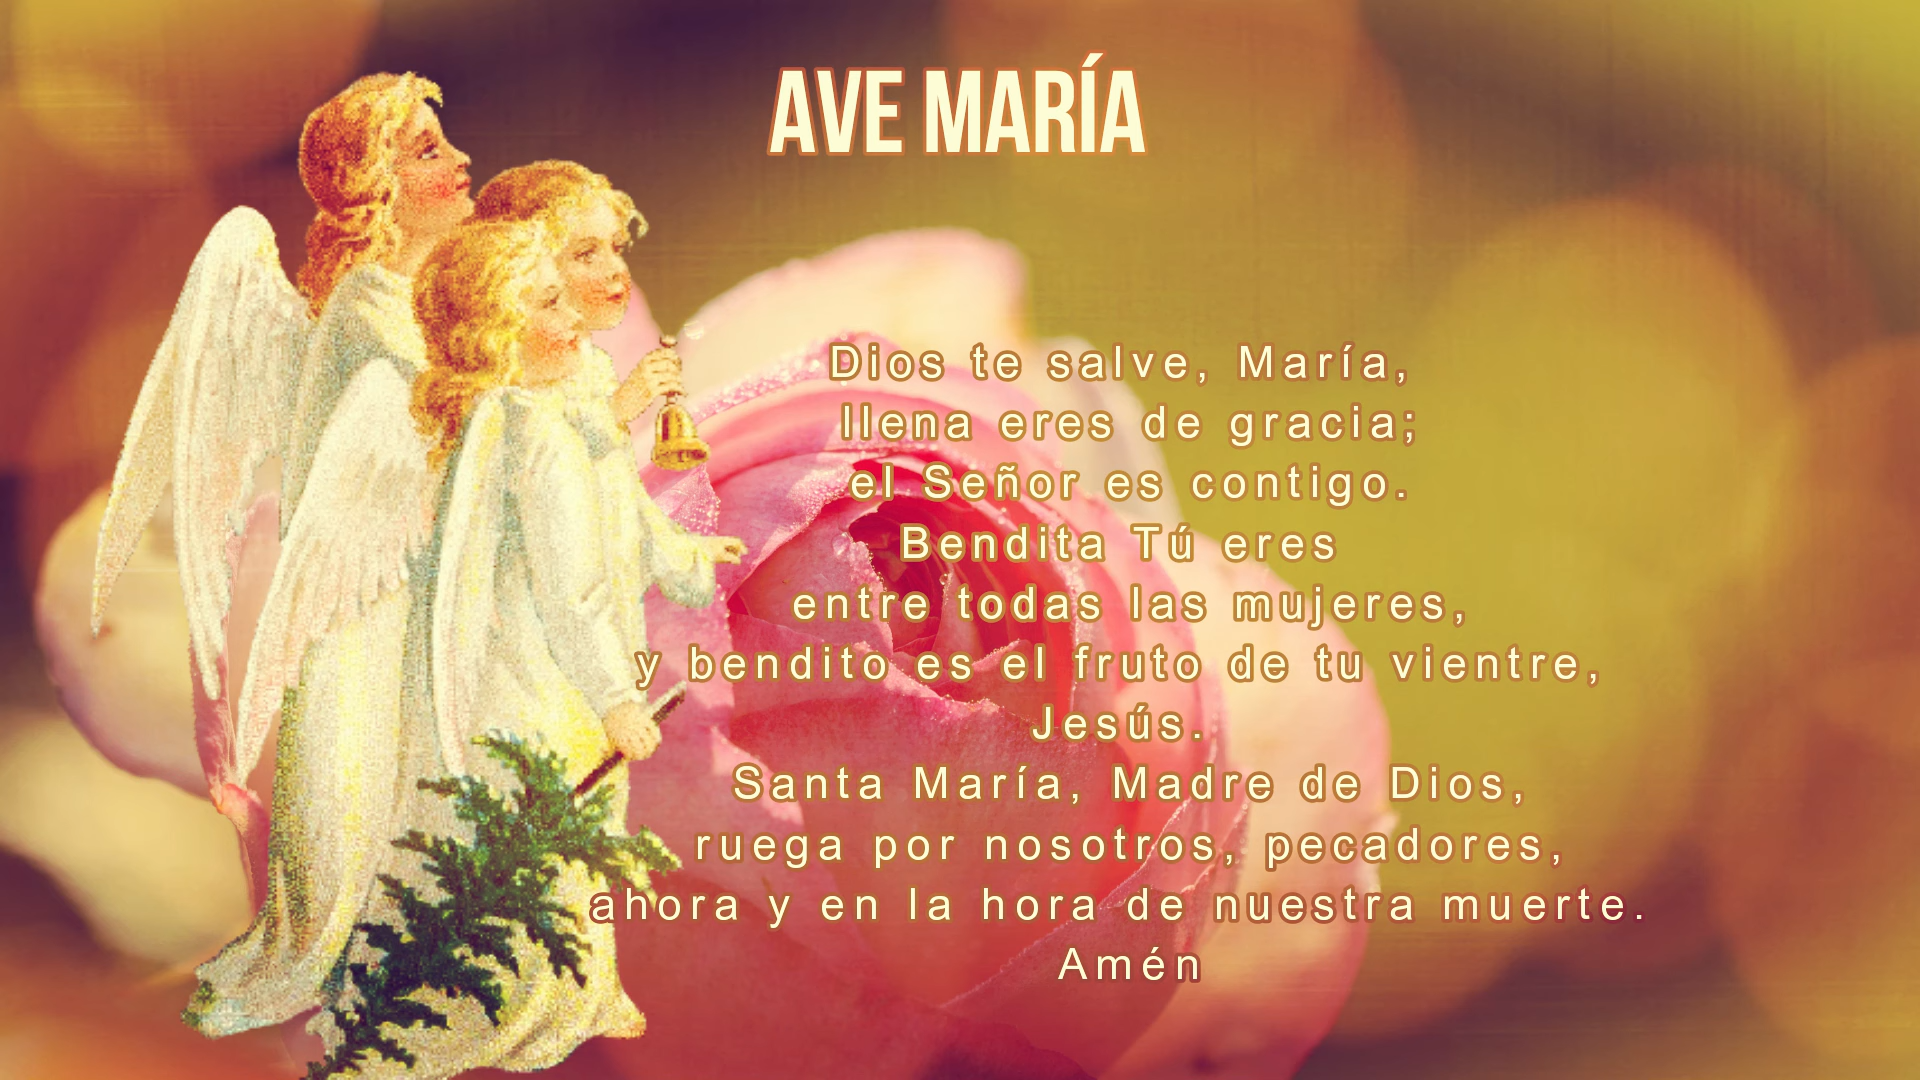 AVE MARÍA
Dios te salve, María,
llena eres de gracia;
el Señor es contigo.
Bendita Tú eres
entre todas las mujeres,
y bendito es el fruto de tu vientre,
Jesús.
Santa María, Madre de Dios,
ruega por nosotros, pecadores,
ahora y en la hora de nuestra muerte.
Amén